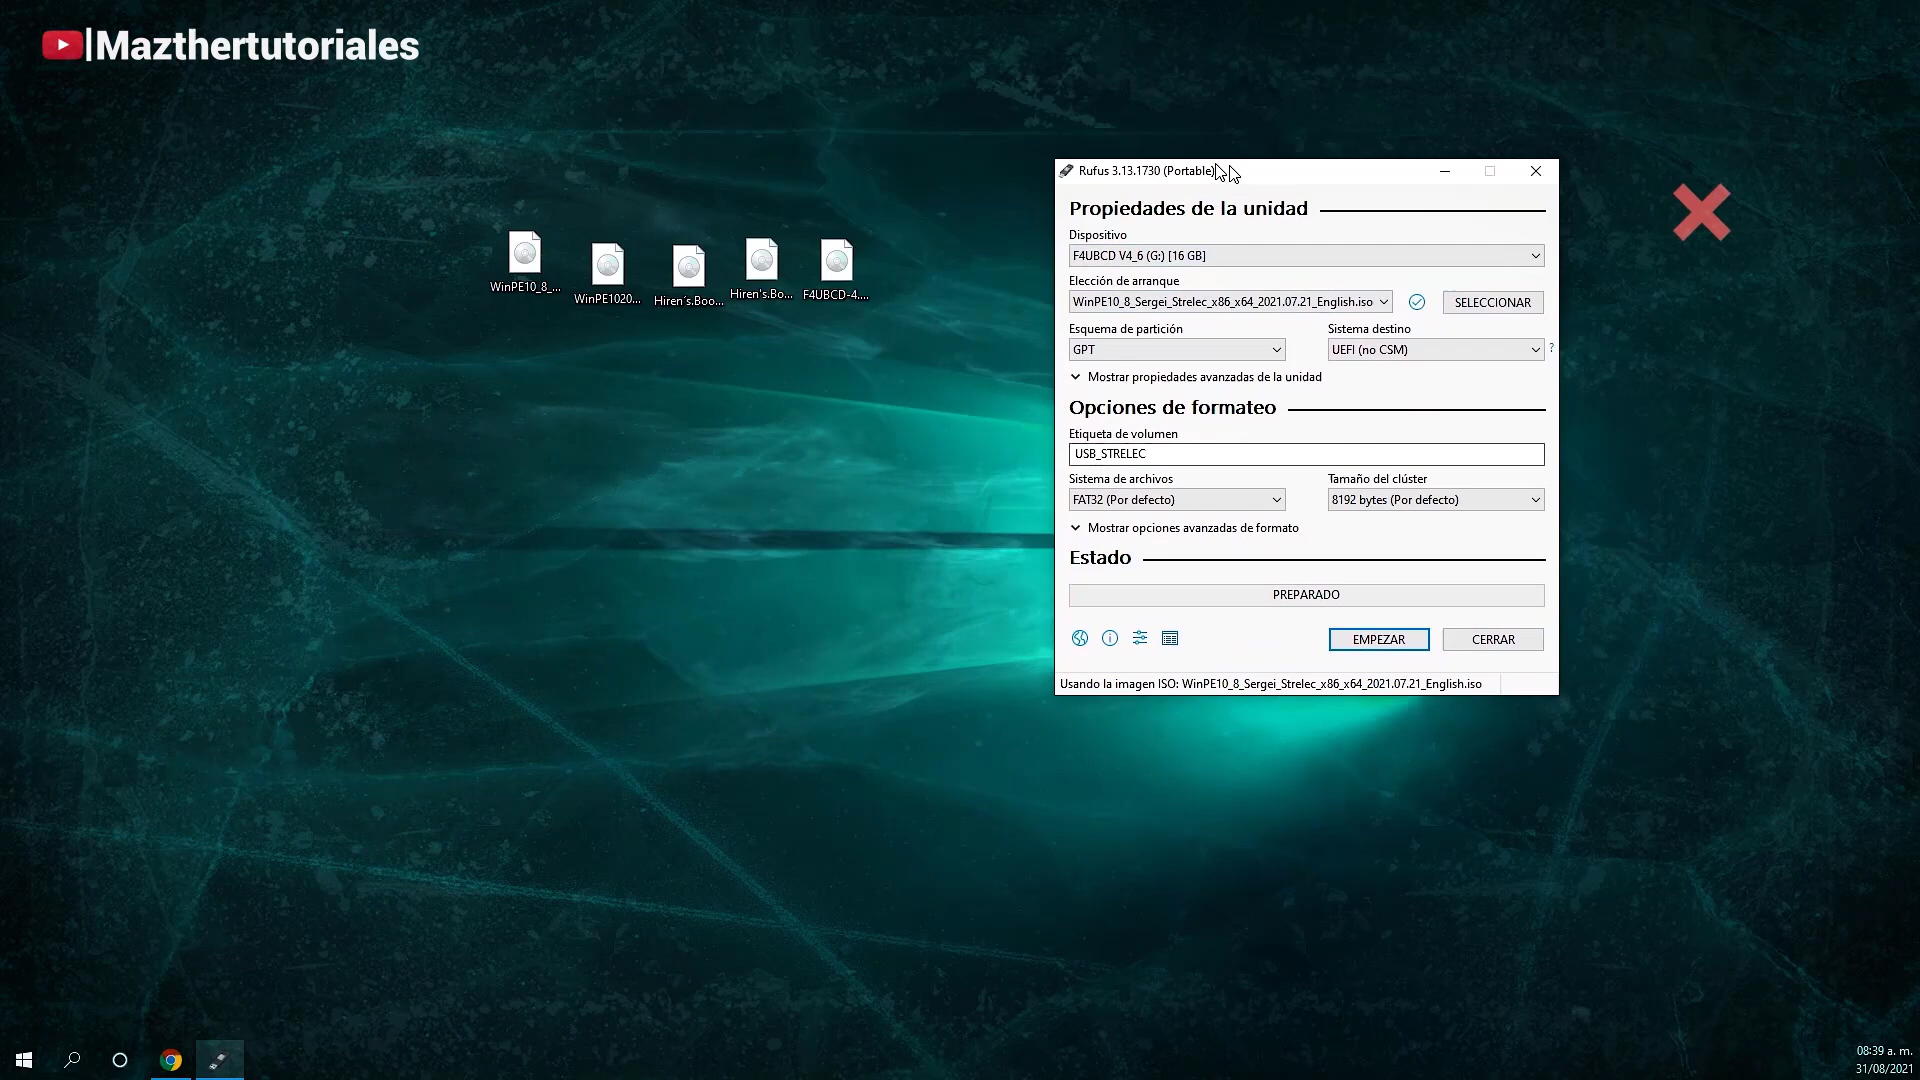 |Mazthertutoriales
WinPE10_8_...
WinPE1020...
Hiren´s.Boo...
Hiren's.Bo...
F4UBCD-4....
Rufus 3.13.1730 (Portable)
Propiedades de la unidad
Dispositivo
F4UBCD V4_6 (G:) [16 GB]
Elección de arranque
WinPE10_8_Sergei_Strelec_x86_x64_2021.07.21_English.iso
SELECCIONAR
Esquema de partición
Sistema destino
GPT
UEFI (no CSM)
?
Mostrar propiedades avanzadas de la unidad
Opciones de formateo
Etiqueta de volumen
USB_STRELEC
Sistema de archivos
Tamaño del clúster
FAT32 (Por defecto)
8192 bytes (Por defecto)
Mostrar opciones avanzadas de formato
Estado
PREPARADO
EMPEZAR
CERRAR
Usando la imagen ISO: WinPE10_8_Sergei_Strelec_x86_x64_2021.07.21_English.iso
08:39 a. m.
31/08/2021